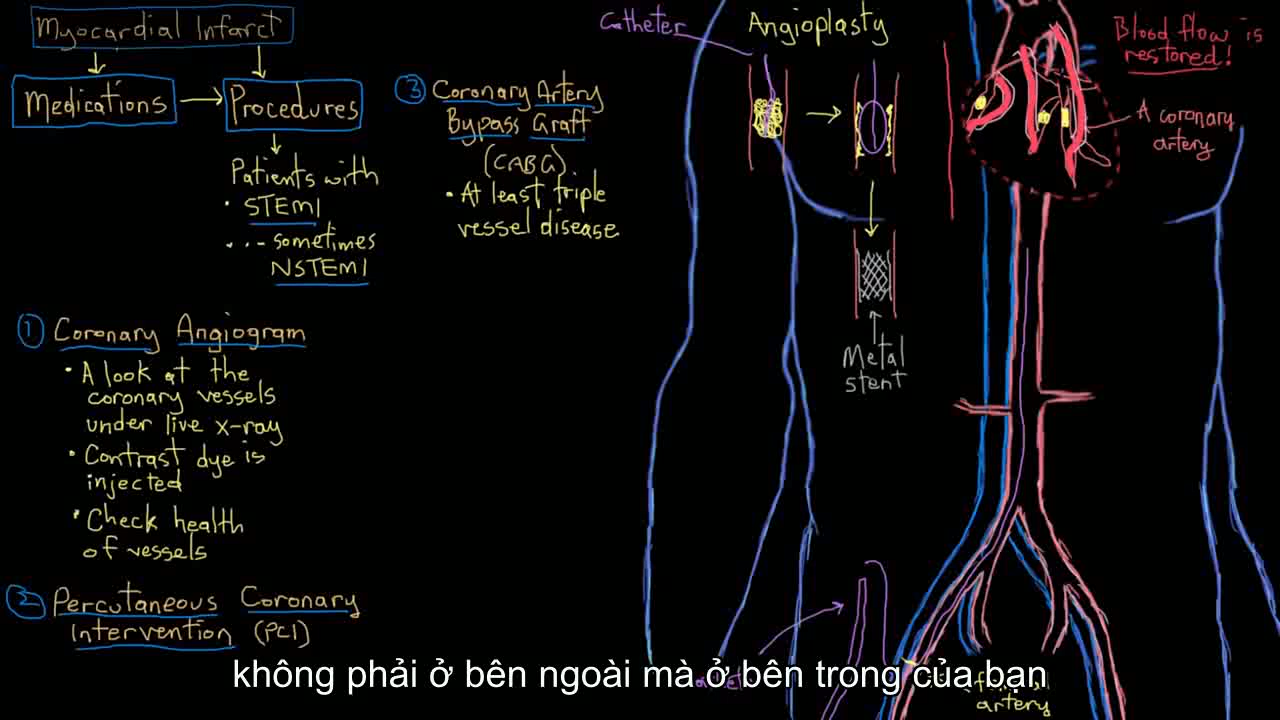 Myocardial Infarct
Medications
Procedures
Patients with
• STEMI
... sometimes
NSTEMI
① Coronary Angiogram
• A look at the
coronary vessels
under live x-ray
• Contrast dye is
injected
• Check health
of vessels
② Percutaneous Coronary
Intervention (PCI)
③ Coronary Artery
Bypass Graft
(CABG)
• At least triple
vessel disease
Catheter
Angioplasty
Metal
stent
Blood flow is
restored!
A coronary
artery
artery
không phải ở bên ngoài mà ở bên trong của bạn